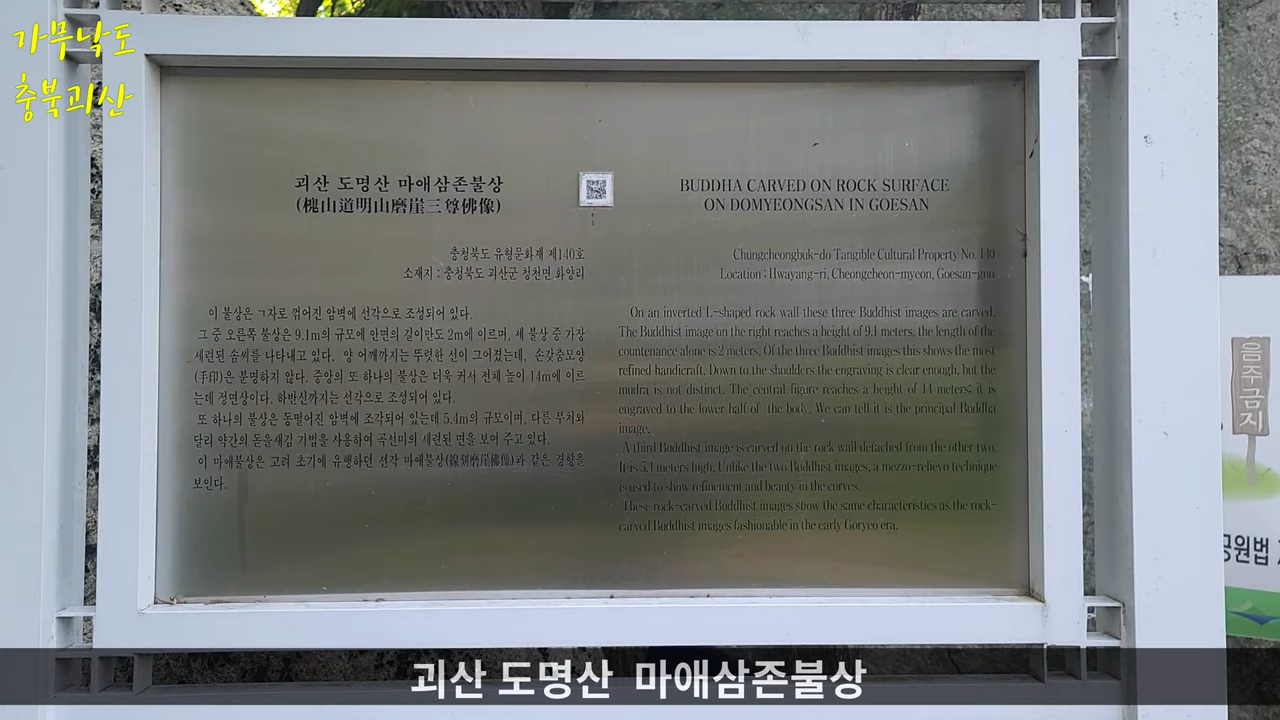 가무낙도
충북괴산
괴산 도명산 마애삼존불상
(槐山道明山磨崖三尊佛像)
충청북도 유형문화재 제140호
소재지 : 충청북도 괴산군 청천면 화양리
이 불상은 ㄱ자로 꺾어진 암벽에 선각으로 조성되어 있다.
그 중 오른쪽 불상은 9.1m의 규모에 안면의 길이만도 2m에 이르며, 세 불상 중 가장
세련된 솜씨를 나타내고 있다. 양 어깨까지는 뚜렷한 선이 그어졌는데, 손갖춤모양
(手印)은 분명하지 않다. 중앙의 또 하나의 불상은 더욱 커서 전체 높이 14m에 이르
는데 정면상이다. 하반신까지는 선각으로 조성되어 있다.
또 하나의 불상은 동떨어진 암벽에 조각되어 있는데 5.4m의 규모이며, 다른 부처와
달리 약간의 돋을새김 기법을 사용하여 곡선미의 세련된 면을 보여 주고 있다.
이 마애불상은 고려 초기에 유행하던 선각 마애불상(線刻磨崖佛像)과 같은 경향을
보인다.
BUDDHA CARVED ON ROCK SURFACE
ON DOMYEONGSAN IN GOESAN
Chungcheongbuk-do Tangible Cultural Property No. 140
Location : Hwayang-ri, Cheongcheon-myeon, Goesan-gun
On an inverted L-shaped rock wall these three Buddhist images are carved.
The Buddhist image on the right reaches a height of 9.1 meters, the length of the
countenance alone is 2 meters. Of the three Buddhist images this shows the most
refined handicraft. Down to the shoulders the engraving is clear enough, but the
mudra is not distinct. The central figure reaches a height of 14 meters; it is
engraved to the lower half of the body. We can tell it is the principal Buddha
image.
A third Buddhist image is carved on the rock wall detached from the other two.
It is 5.4 meters high. Unlike the two Buddhist images, a mezzo-relievo technique
is used to show refinement and beauty in the curves.
These rock-carved Buddhist images show the same characteristics as the rock-
carved Buddhist images fashionable in the early Goryeo era.
음주금지
공원법
괴산 도명산 마애삼존불상